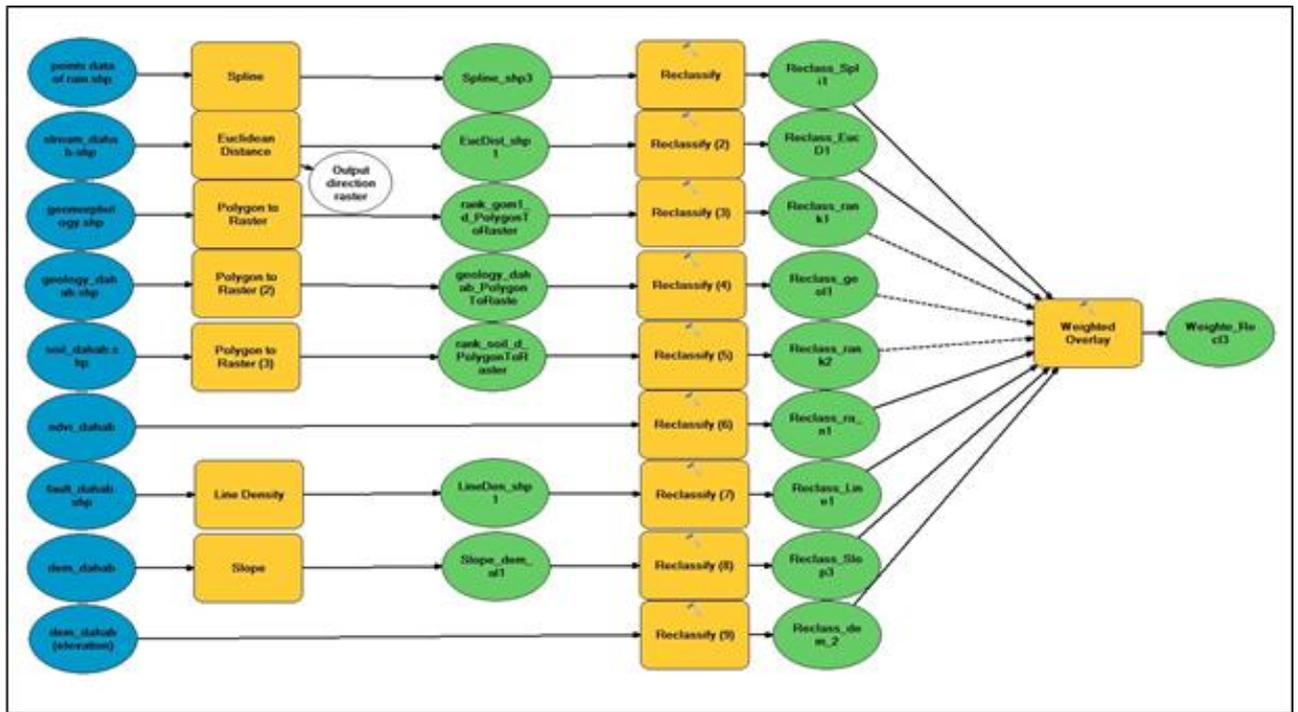 points data
of rain.shp
Spline
Spline_shp3
Reclassify
Reclass_Spl
i1
stream_daha
b.shp
Euclidean
Distance
Output
direction
raster
EucDist_shp
1
Reclassify (2)
Reclass_Euc
D1
geomorphol
ogy.shp
Polygon to
Raster
rank_gom1_
d_PolygonT
oRaster
Reclassify (3)
Reclass_ran
k1
geology_dah
ab.shp
Polygon to
Raster (2)
geology_dah
ab_Polygon
ToRaste
Reclassify (4)
Reclass_ge
ol1
soil_dahab.s
hp
Polygon to
Raster (3)
rank_soil_d_
PolygonToR
aster
Reclassify (5)
Reclass_ran
k2
ndvi_dahab
Reclassify (6)
Reclass_ra_
n1
fault_dahab.
shp
Line Density
LineDen_shp
1
Reclassify (7)
Reclass_Lin
e1
dem_dahab
Slope
Slope_dem_
al1
Reclassify (8)
Reclass_Slo
p3
dem_dahab
(elevation)
Reclassify (9)
Reclass_de
m_2
Weighted
Overlay
Weighte_Re
cl3